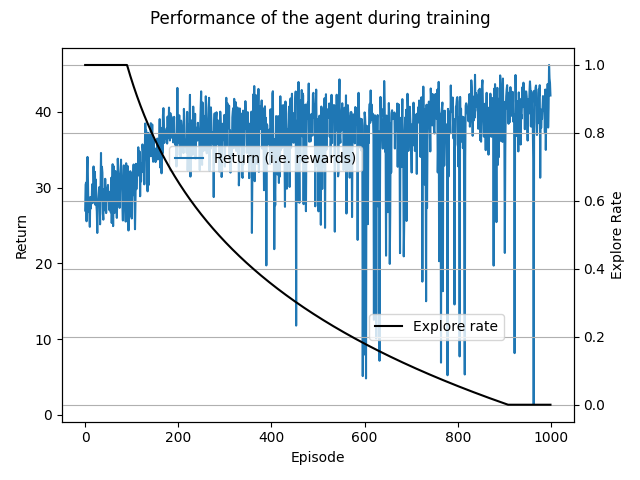 Performance of the agent during training
40
30
20
10
0
Return
1.0
0.8
0.6
0.4
0.2
0.0
Explore Rate
Return (i.e. rewards)
Explore rate
0 200 400 600 800 1000
Episode